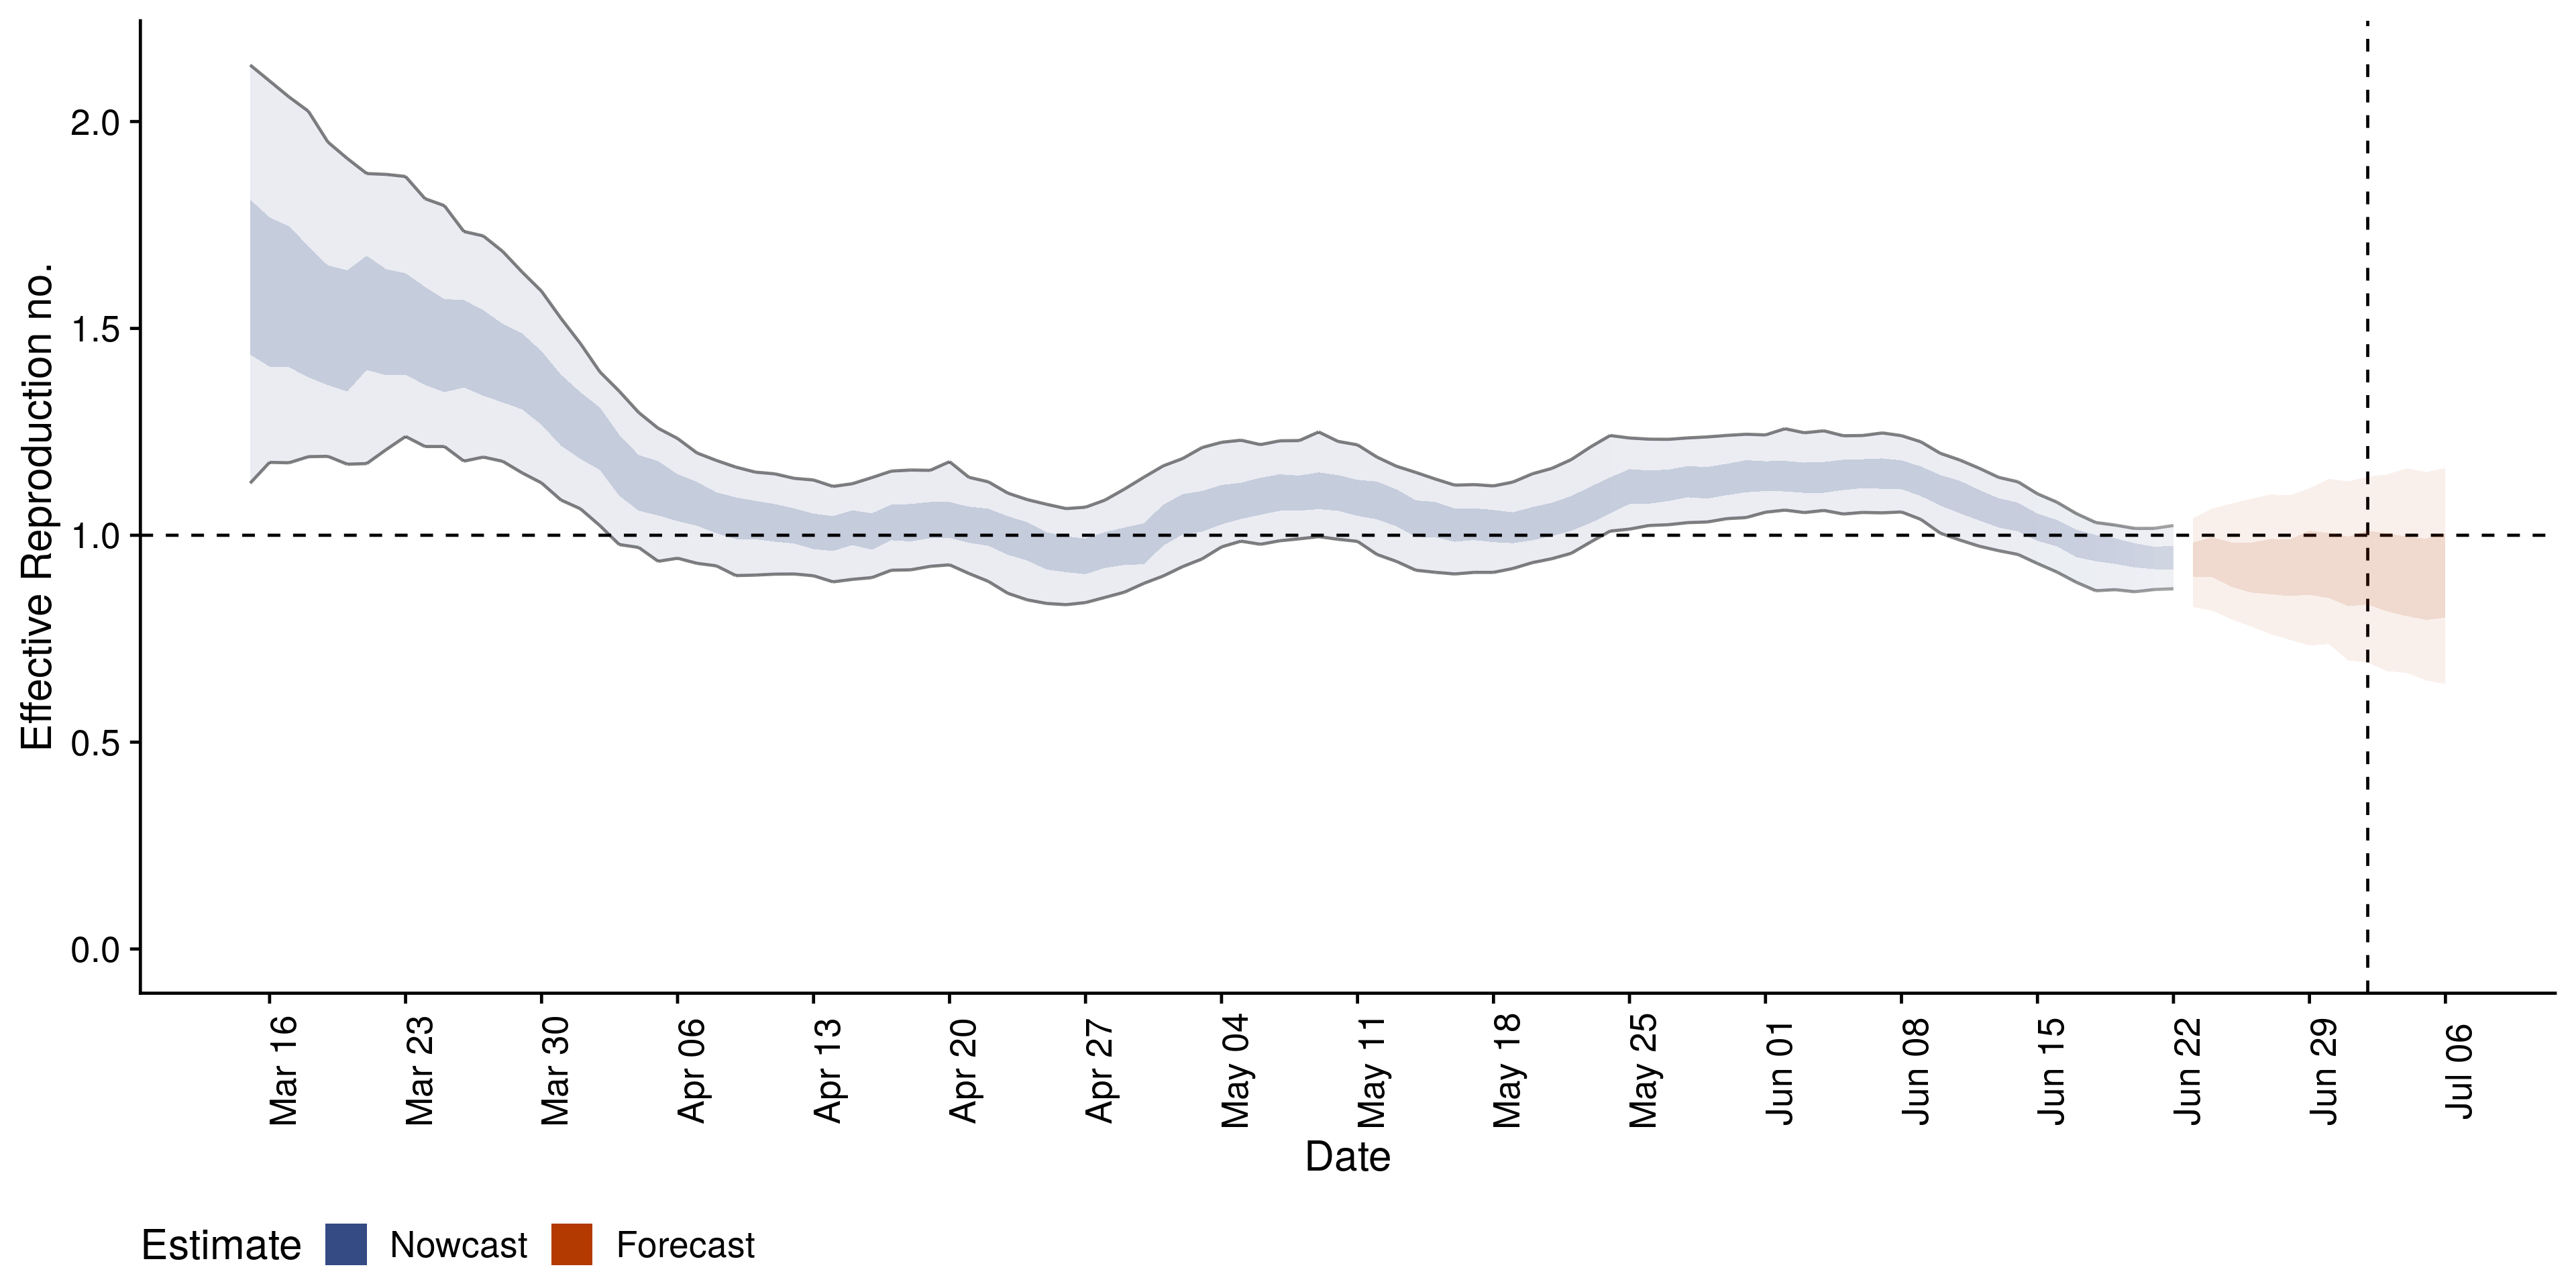 Effective Reproduction no.
2.0
1.5
1.0
0.5
0.0
Mar 16
Mar 23
Mar 30
Apr 06
Apr 13
Apr 20
Apr 27
May 04
May 11
May 18
May 25
Jun 01
Jun 08
Jun 15
Jun 22
Jun 29
Jul 06
Date
Estimate Nowcast Forecast